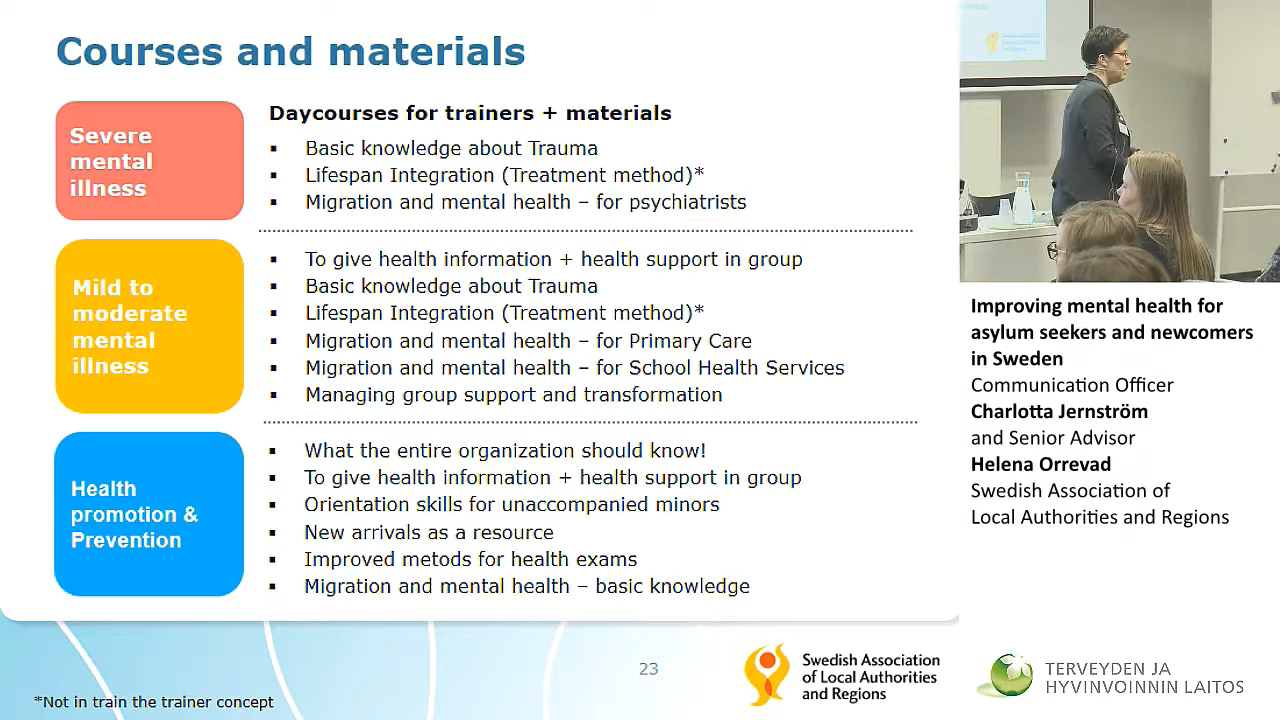 Courses and materials
Severe
mental
illness
Daycourses for trainers + materials
▪ Basic knowledge about Trauma
▪ Lifespan Integration (Treatment method)*
▪ Migration and mental health – for psychiatrists
Mild to
moderate
mental
illness
▪ To give health information + health support in group
▪ Basic knowledge about Trauma
▪ Lifespan Integration (Treatment method)*
▪ Migration and mental health – for Primary Care
▪ Migration and mental health – for School Health Services
▪ Managing group support and transformation
Health
promotion &
Prevention
▪ What the entire organization should know!
▪ To give health information + health support in group
▪ Orientation skills for unaccompanied minors
▪ New arrivals as a resource
▪ Improved metods for health exams
▪ Migration and mental health – basic knowledge
*Not in train the trainer concept
23
Swedish Association
of Local Authorities
and Regions
Improving mental health for
asylum seekers and newcomers
in Sweden
Communication Officer
Charlotta Jernström
and Senior Advisor
Helena Orrevad
Swedish Association of
Local Authorities and Regions
TERVEYDEN JA
HYVINVOINNIN LAITOS